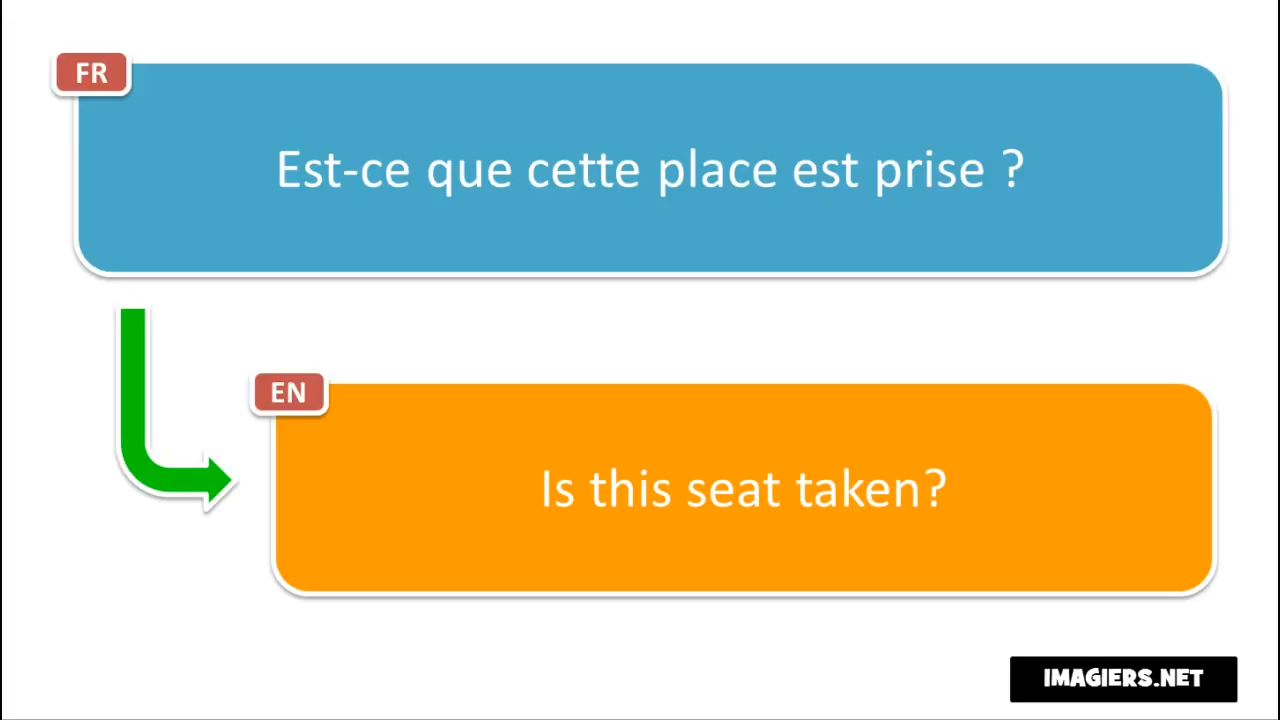 FR
Est-ce que cette place est prise ?
EN
Is this seat taken?
IMAGIERS.NET